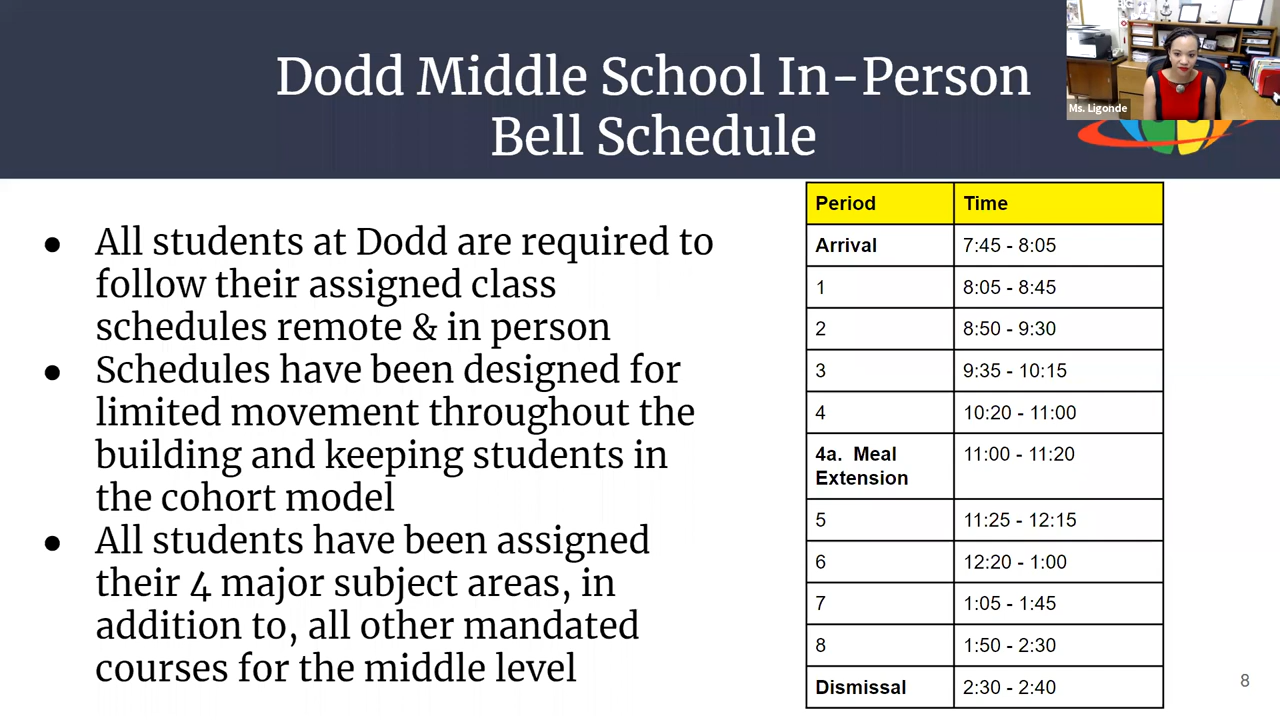 Dodd Middle School In-Person
Bell Schedule
Ms. Ligonde
● All students at Dodd are required to
follow their assigned class
schedules remote & in person
● Schedules have been designed for
limited movement throughout the
building and keeping students in
the cohort model
● All students have been assigned
their 4 major subject areas, in
addition to, all other mandated
courses for the middle level
Period Time
Arrival 7:45 - 8:05
1 8:05 - 8:45
2 8:50 - 9:30
3 9:35 - 10:15
4 10:20 - 11:00
4a. Meal 11:00 - 11:20
Extension
5 11:25 - 12:15
6 12:20 - 1:00
7 1:05 - 1:45
8 1:50 - 2:30
Dismissal 2:30 - 2:40
8